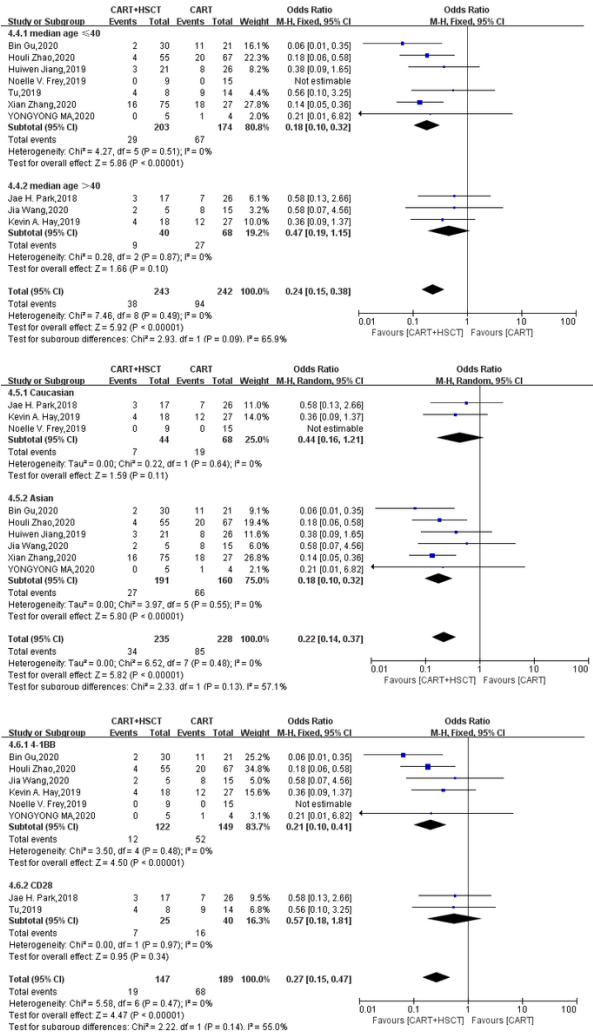 CART+HSCT CART Odds Ratio Odds Ratio
Study or Subgroup Events Total Events Total Weight M-H, Fixed, 95% CI M-H, Fixed, 95% CI
4.4.1 median age ≤40
Bin Gu,2020 2 30 11 21 16.1% 0.06 [0.01, 0.35]
Houli Zhao,2020 4 55 20 67 22.3% 0.18 [0.06, 0.58]
Huiwen Jiang,2019 3 21 8 26 8.2% 0.38 [0.09, 1.65]
Noelle V. Frey,2019 0 9 0 15 Not estimable
Tu,2019 4 8 9 14 4.4% 0.56 [0.10, 3.25]
Xian Zhang,2020 16 75 18 27 27.8% 0.14 [0.05, 0.36]
YONGYONG MA,2020 0 5 1 4 2.0% 0.21 [0.01, 6.82]
Subtotal (95% CI) 203 174 80.8% 0.18 [0.10, 0.32]
Total events 29 67
Heterogeneity: Chi² = 4.27, df = 5 (P = 0.51); I² = 0%
Test for overall effect: Z = 5.86 (P < 0.00001)
4.4.2 median age >40
Jae H. Park,2018 3 17 7 26 6.1% 0.58 [0.13, 2.66]
Jia Wang,2020 2 5 8 15 3.2% 0.58 [0.07, 4.56]
Kevin A. Hay,2019 4 18 12 27 9.9% 0.36 [0.09, 1.37]
Subtotal (95% CI) 40 68 19.2% 0.47 [0.19, 1.15]
Total events 9 27
Heterogeneity: Chi² = 0.28, df = 2 (P = 0.87); I² = 0%
Test for overall effect: Z = 1.66 (P = 0.10)
Total (95% CI) 243 242 100.0% 0.24 [0.15, 0.38]
Total events 38 94
Heterogeneity: Chi² = 7.46, df = 8 (P = 0.49); I² = 0%
Test for overall effect: Z = 5.92 (P < 0.00001)
Test for subgroup differences: Chi² = 2.93, df = 1 (P = 0.09), I² = 65.9%
0.01 0.1 1 10 100
Favours [CART+HSCT] Favours [CART]
CART+HSCT CART Odds Ratio Odds Ratio
Study or Subgroup Events Total Events Total Weight M-H, Random, 95% CI M-H, Random, 95% CI
4.5.1 Caucasian
Jae H. Park,2018 3 17 7 26 11.0% 0.58 [0.13, 2.66]
Kevin A. Hay,2019 4 18 12 27 14.0% 0.36 [0.09, 1.37]
Noelle V. Frey,2019 0 9 0 15 Not estimable
Subtotal (95% CI) 44 68 25.0% 0.44 [0.16, 1.21]
Total events 7 19
Heterogeneity: Tau² = 0.00; Chi² = 0.22, df = 1 (P = 0.64); I² = 0%
Test for overall effect: Z = 1.59 (P = 0.11)
4.5.2 Asian
Bin Gu,2020 2 30 11 21 9.1% 0.06 [0.01, 0.35]
Houli Zhao,2020 4 55 20 67 19.4% 0.18 [0.06, 0.58]
Huiwen Jiang,2019 3 21 8 26 11.6% 0.38 [0.09, 1.65]
Jia Wang,2020 2 5 8 15 6.0% 0.58 [0.07, 4.56]
Xian Zhang,2020 16 75 18 27 26.8% 0.14 [0.05, 0.36]
YONGYONG MA,2020 0 5 1 4 2.1% 0.21 [0.01, 6.82]
Subtotal (95% CI) 191 160 75.0% 0.18 [0.10, 0.32]
Total events 27 66
Heterogeneity: Tau² = 0.00; Chi² = 3.97, df = 5 (P = 0.55); I² = 0%
Test for overall effect: Z = 5.80 (P < 0.00001)
Total (95% CI) 235 228 100.0% 0.22 [0.14, 0.37]
Total events 34 85
Heterogeneity: Tau² = 0.00; Chi² = 6.52, df = 7 (P = 0.48); I² = 0%
Test for overall effect: Z = 5.82 (P < 0.00001)
Test for subgroup differences: Chi² = 2.33, df = 1 (P = 0.13), I² = 57.1%
0.01 0.1 1 10 100
Favours [CART+HSCT] Favours [CART]
CART+HSCT CART Odds Ratio Odds Ratio
Study or Subgroup Events Total Events Total Weight M-H, Fixed, 95% CI M-H, Fixed, 95% CI
4.6.1 4-1BB
Bin Gu,2020 2 30 11 21 25.2% 0.06 [0.01, 0.35]
Houli Zhao,2020 4 55 20 67 34.8% 0.18 [0.06, 0.58]
Jia Wang,2020 2 5 8 15 5.0% 0.58 [0.07, 4.56]
Kevin A. Hay,2019 4 18 12 27 15.6% 0.36 [0.09, 1.37]
Noelle V. Frey,2019 0 9 0 15 Not estimable
YONGYONG MA,2020 0 5 1 4 3.1% 0.21 [0.01, 6.82]
Subtotal (95% CI) 122 149 83.7% 0.21 [0.10, 0.41]
Total events 12 52
Heterogeneity: Chi² = 3.50, df = 4 (P = 0.48); I² = 0%
Test for overall effect: Z = 4.50 (P < 0.00001)
4.6.2 CD28
Jae H. Park,2018 3 17 7 26 9.5% 0.58 [0.13, 2.66]
Tu,2019 4 8 9 14 6.8% 0.56 [0.10, 3.25]
Subtotal (95% CI) 25 40 16.3% 0.57 [0.18, 1.81]
Total events 7 16
Heterogeneity: Chi² = 0.00, df = 1 (P = 0.97); I² = 0%
Test for overall effect: Z = 0.95 (P = 0.34)
Total (95% CI) 147 189 100.0% 0.27 [0.15, 0.47]
Total events 19 68
Heterogeneity: Chi² = 5.58, df = 6 (P = 0.47); I² = 0%
Test for overall effect: Z = 4.47 (P < 0.00001)
Test for subgroup differences: Chi² = 2.22, df = 1 (P = 0.14), I² = 55.0%
0.01 0.1 1 10 100
Favours [CART+HSCT] Favours [CART]